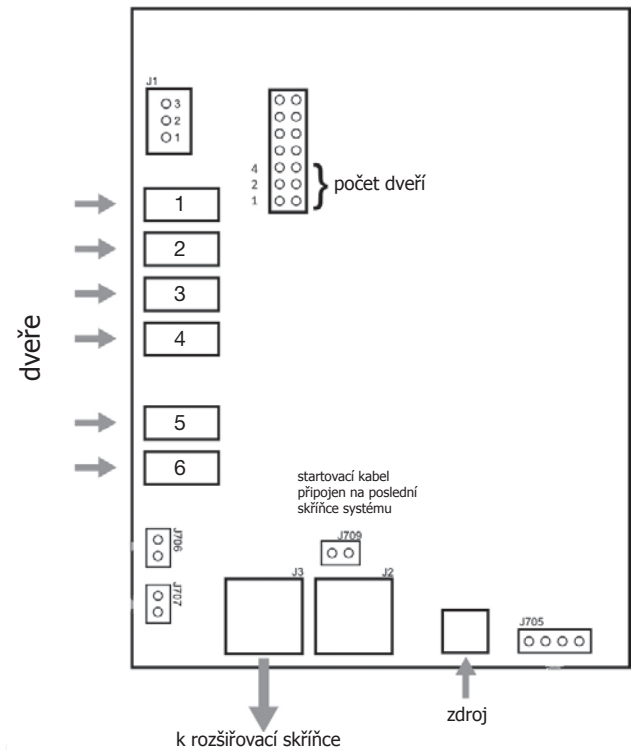 J1
3
2
1
4
2
1
počet dveří
dveře
1
2
3
4
5
6
startovací kabel
připojen na poslední
skříňce systému
J706
J707
J709
J3
J2
J705
zdroj
k rozšiřovací skříňce